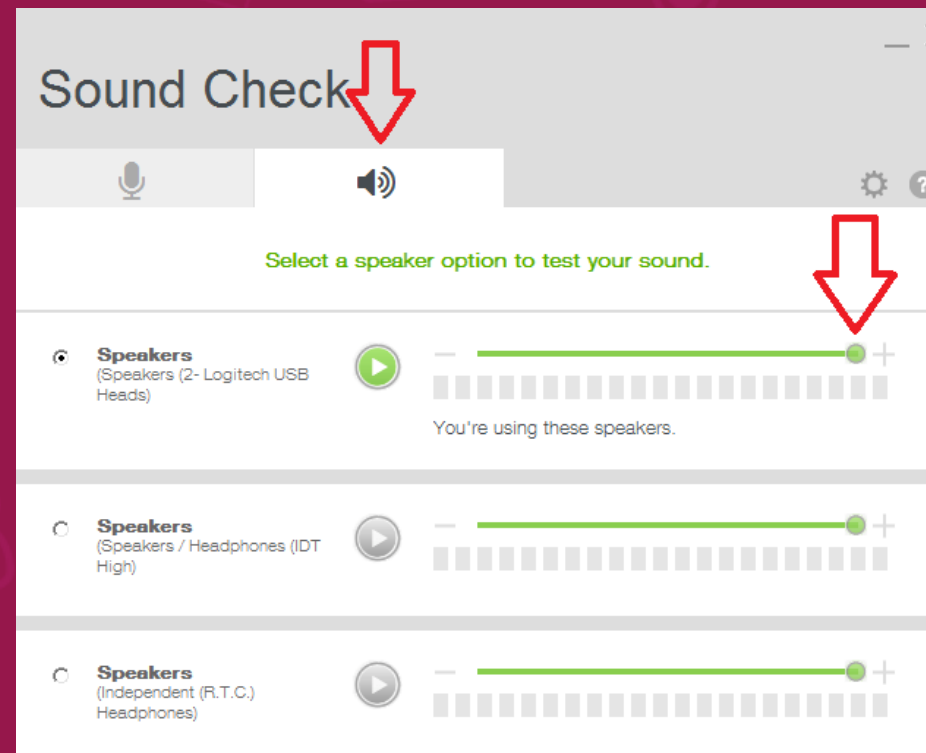 Sound Check
Select a speaker option to test your sound.
Speakers
(Speakers (2- Logitech USB
Heads)
You're using these speakers.
Speakers
(Speakers / Headphones (IDT
High)
Speakers
(Independent (R.T.C.)
Headphones)